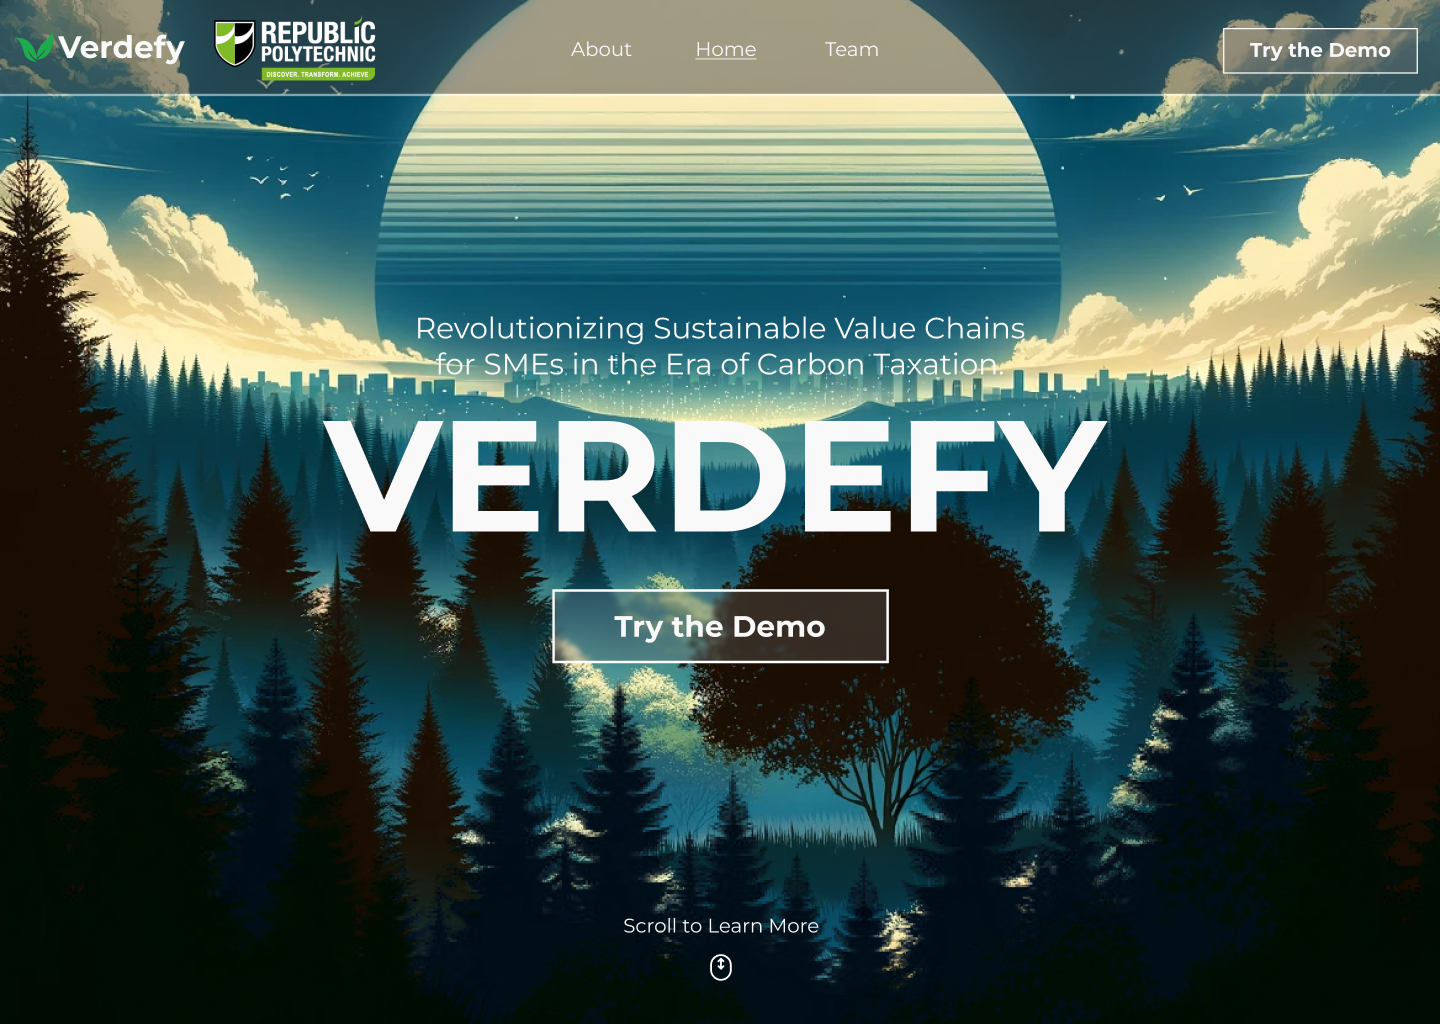 Verdefy
REPUBLIC
POLYTECHNIC
DISCOVER. TRANSFORM. ACHIEVE
About
Home
Team
Try the Demo
Revolutionizing Sustainable Value Chains
for SMEs in the Era of Carbon Taxation.
VERDEFY
Try the Demo
Scroll to Learn More